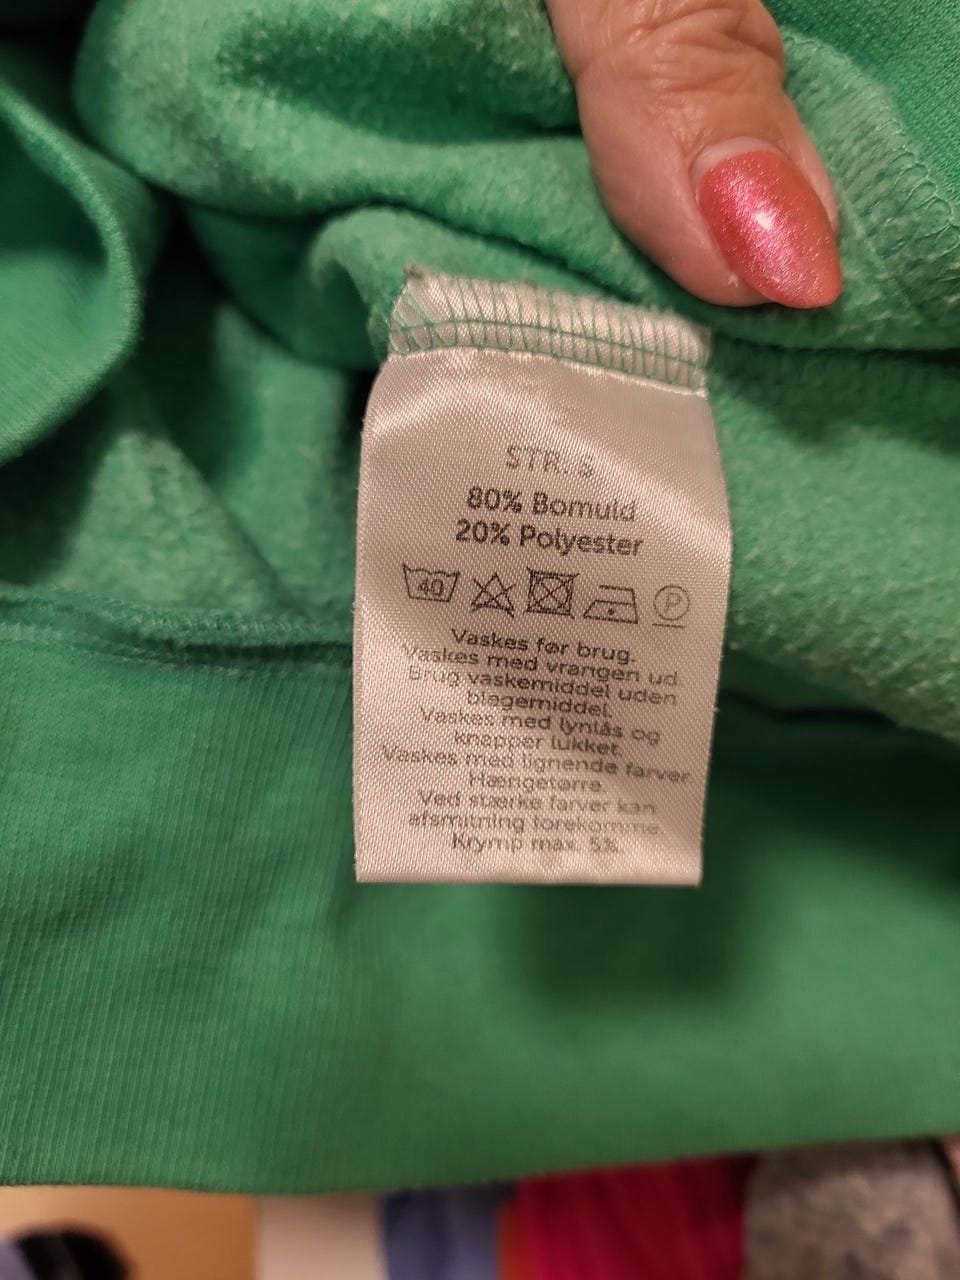 STR. S
80% Bomuld
20% Polyester
40 P
Vaskes før brug.
Vaskes med vrangen ud
Brug vaskemiddel uden
blegemiddel.
Vaskes med lynlås og
knapper lukket.
Vaskes med lignende farver
Hængetørre.
Ved stærke farver kan
afsmitning forekomme.
Krymp max. 5%